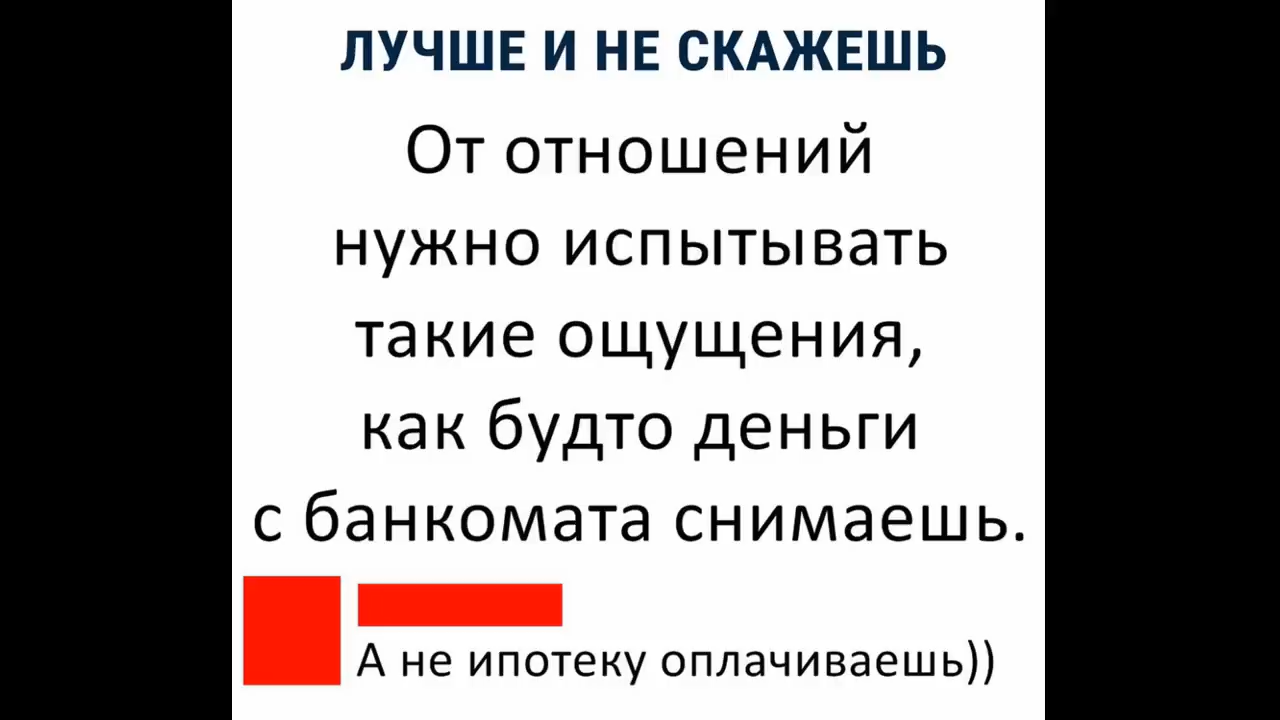 ЛУЧШЕ И НЕ СКАЖЕШЬ
От отношений
нужно испытывать
такие ощущения,
как будто деньги
с банкомата снимаешь.
А не ипотеку оплачиваешь))